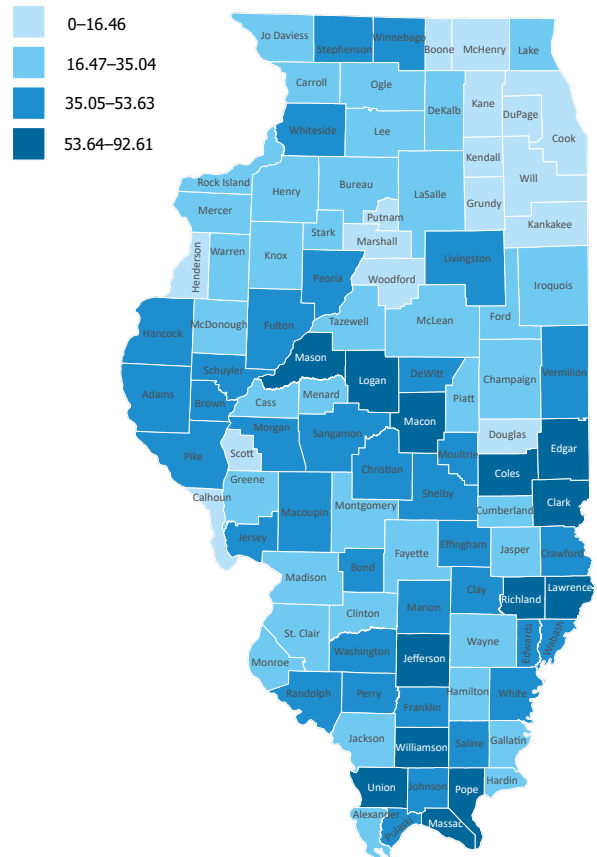 0–16.46
16.47–35.04
35.05–53.63
53.64–92.61
Jo Daviess
Stephenson
Winnebago
Boone
McHenry
Lake
Carroll
Ogle
DeKalb
Kane
DuPage
Cook
Whiteside
Lee
Kendall
Will
Rock Island
Henry
Bureau
LaSalle
Grundy
Mercer
Putnam
Kankakee
Stark
Marshall
Henderson
Warren
Knox
Peoria
Woodford
Livingston
Iroquois
Hancock
McDonough
Fulton
Tazewell
McLean
Ford
Mason
Logan
DeWitt
Schuyler
Adams
Brown
Cass
Menard
Piatt
Champaign
Vermilion
Macon
Pike
Morgan
Sangamon
Scott
Christian
Moultrie
Douglas
Edgar
Coles
Greene
Calhoun
Macoupin
Montgomery
Shelby
Cumberland
Clark
Jersey
Fayette
Effingham
Jasper
Crawford
Madison
Bond
Clay
Richland
Lawrence
Clinton
Marion
St. Clair
Washington
Jefferson
Wayne
Edwards
Wabash
Monroe
Randolph
Perry
Franklin
Hamilton
White
Jackson
Williamson
Saline
Gallatin
Union
Johnson
Pope
Hardin
Alexander
Pulaski
Massac